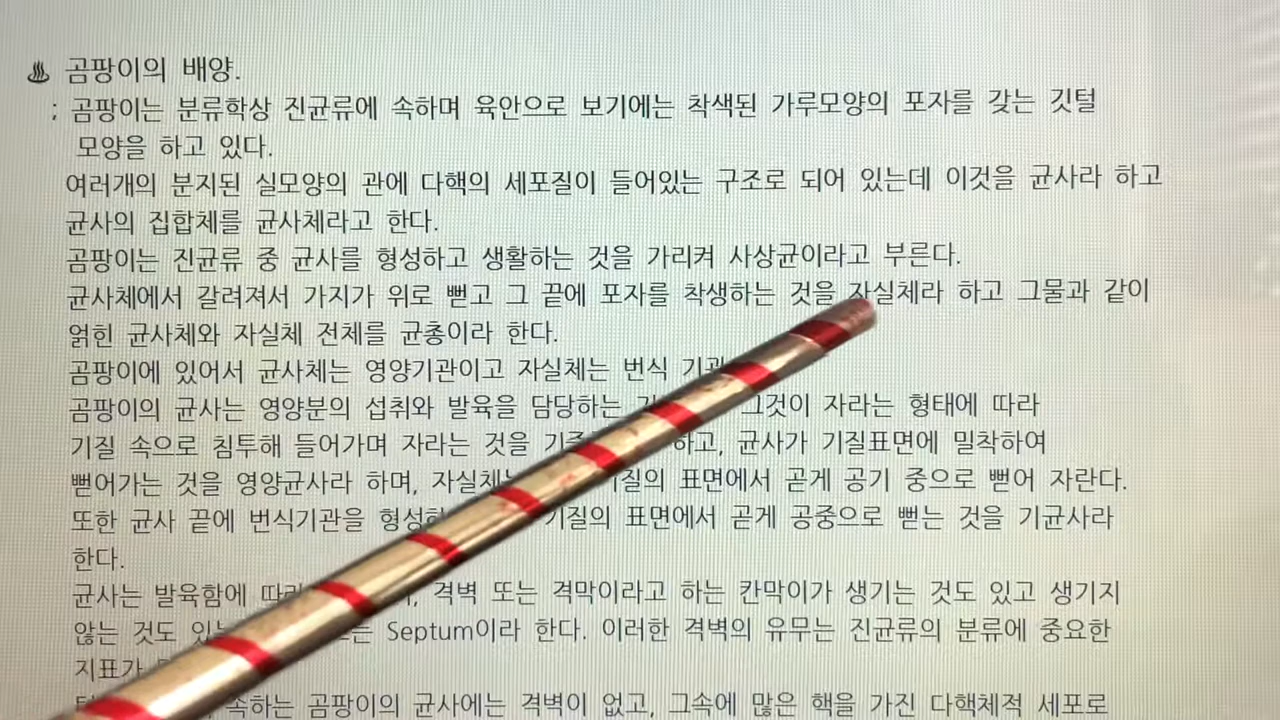 ♨ 곰팡이의 배양.
; 곰팡이는 분류학상 진균류에 속하며 육안으로 보기에는 착색된 가루모양의 포자를 갖는 깃털
모양을 하고 있다.
여러개의 분지된 실모양의 관에 다핵의 세포질이 들어있는 구조로 되어 있는데 이것을 균사라 하고
균사의 집합체를 균사체라고 한다.
곰팡이는 진균류 중 균사를 형성하고 생활하는 것을 가리켜 사상균이라고 부른다.
균사체에서 갈려져서 가지가 위로 뻗고 그 끝에 포자를 착생하는 것을 자실체라 하고 그물과 같이
얽힌 균사체와 자실체 전체를 균총이라 한다.
곰팡이에 있어서 균사체는 영양기관이고 자실체는 번식
곰팡이의 균사는 영양분의 섭취와 발육을 담당하는 그것이 자라는 형태에 따라
기질 속으로 침투해 들어가며 자라는 것을 하고, 균사가 기질표면에 밀착하여
뻗어가는 것을 영양균사라 하며, 표면에서 곧게 공기 중으로 뻗어 자란다.
또한 균사 끝에 번식기관을 기질의 표면에서 곧게 공중으로 뻗는 것을 기균사라
한다.
균사는 발육함에 격벽 또는 격막이라고 하는 칸막이가 생기는 것도 있고 생기지
않는 것도 Septum이라 한다. 이러한 격벽의 유무는 진균류의 분류에 중요한
지표가
속하는 곰팡이의 균사에는 격벽이 없고, 그속에 많은 핵을 가진 다핵체적 세포로